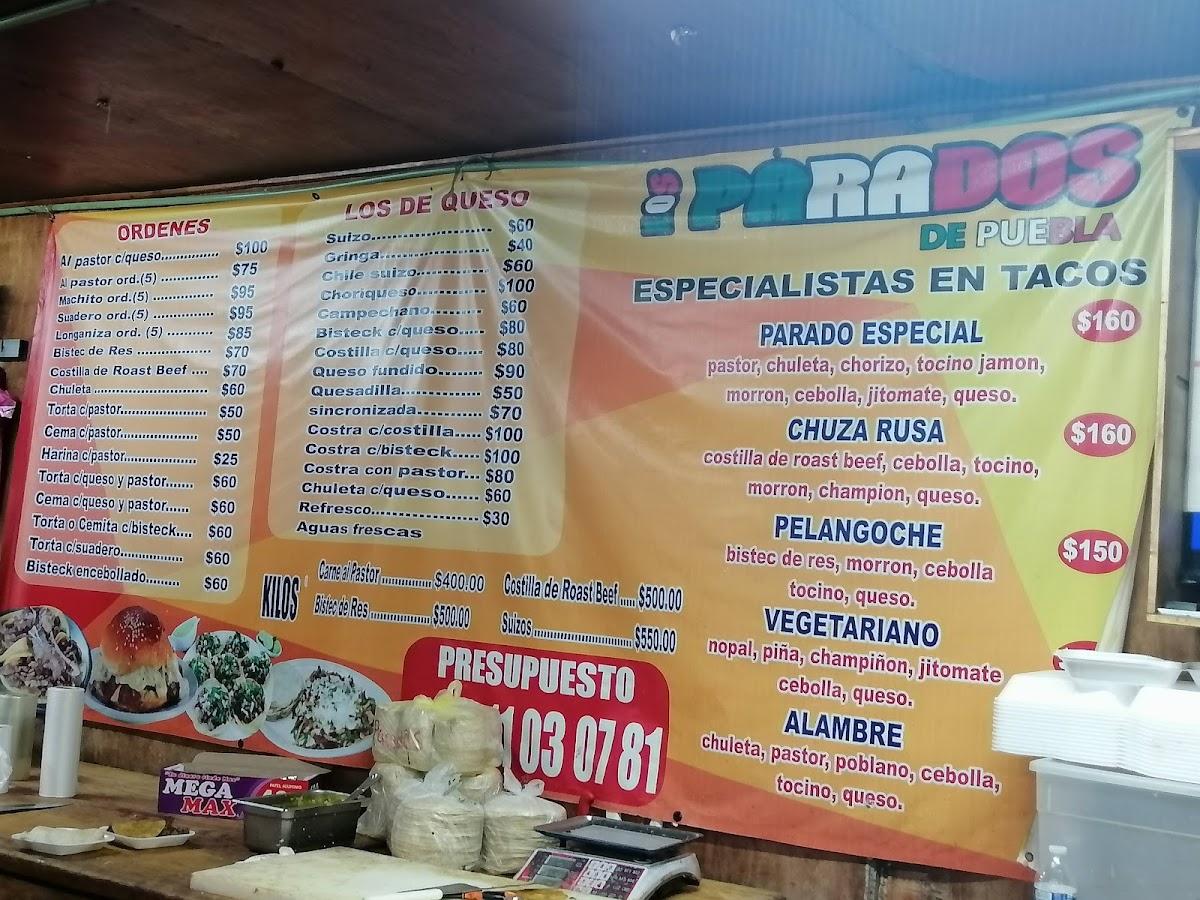 ORDENES
Al pastor c/queso............... $100
Al pastor ord.(5) ............... $75
Machito ord.(5) ............... $95
Suadero ord.(5) ............... $95
Longaniza ord. (5) ........... $85
Bistec de Res .................. $70
Costilla de Roast Beef .... $70
Chuleta ............................. $60
Torta c/pastor...................... $50
Cema c/pastor.................... $50
Harina c/pastor................... $25
Torta c/queso y pastor....... $60
Cema c/queso y pastor...... $60
Torta o Cemita c/bisteck.... $60
Torta c/suadero................. $60
Bisteck encebollado......... $60
LOS DE QUESO
Suizo.......................... $60
Gringa........................ $40
Chile suizo................ $60
Choriqueso............... $100
Campechano............ $60
Bisteck c/queso..... $80
Costilla c/queso..... $80
Queso fundido........ $90
Quesadilla................ $50
sincronizada............ $70
Costra c/costilla..... $100
Costra c/bisteck..... $100
Costra con pastor... $80
Chuleta c/queso...... $60
Refresco.................... $30
Aguas frescas
KILOS
Carne al Pastor .............. $400.00
Bistec de Res ......................... $500.00
Costilla de Roast Beef ..... $500.00
Suizos ............................... $550.00
PRESUPUESTO
1 03 07 81
LOS PARADOS
DE PUEBLA
ESPECIALISTAS EN TACOS
PARADO ESPECIAL $160
pastor, chuleta, chorizo, tocino jamon,
morron, cebolla, jitomate, queso.
CHUZA RUSA $160
costilla de roast beef, cebolla, tocino,
morron, champion, queso.
PELANGOCHE $150
bistec de res, morron, cebolla
tocino, queso.
VEGETARIANO
nopal, piña, champiñon, jitomate
cebolla, queso.
ALAMBRE
chuleta, pastor, poblano, cebolla,
tocino, queso.
MEGA
MAX